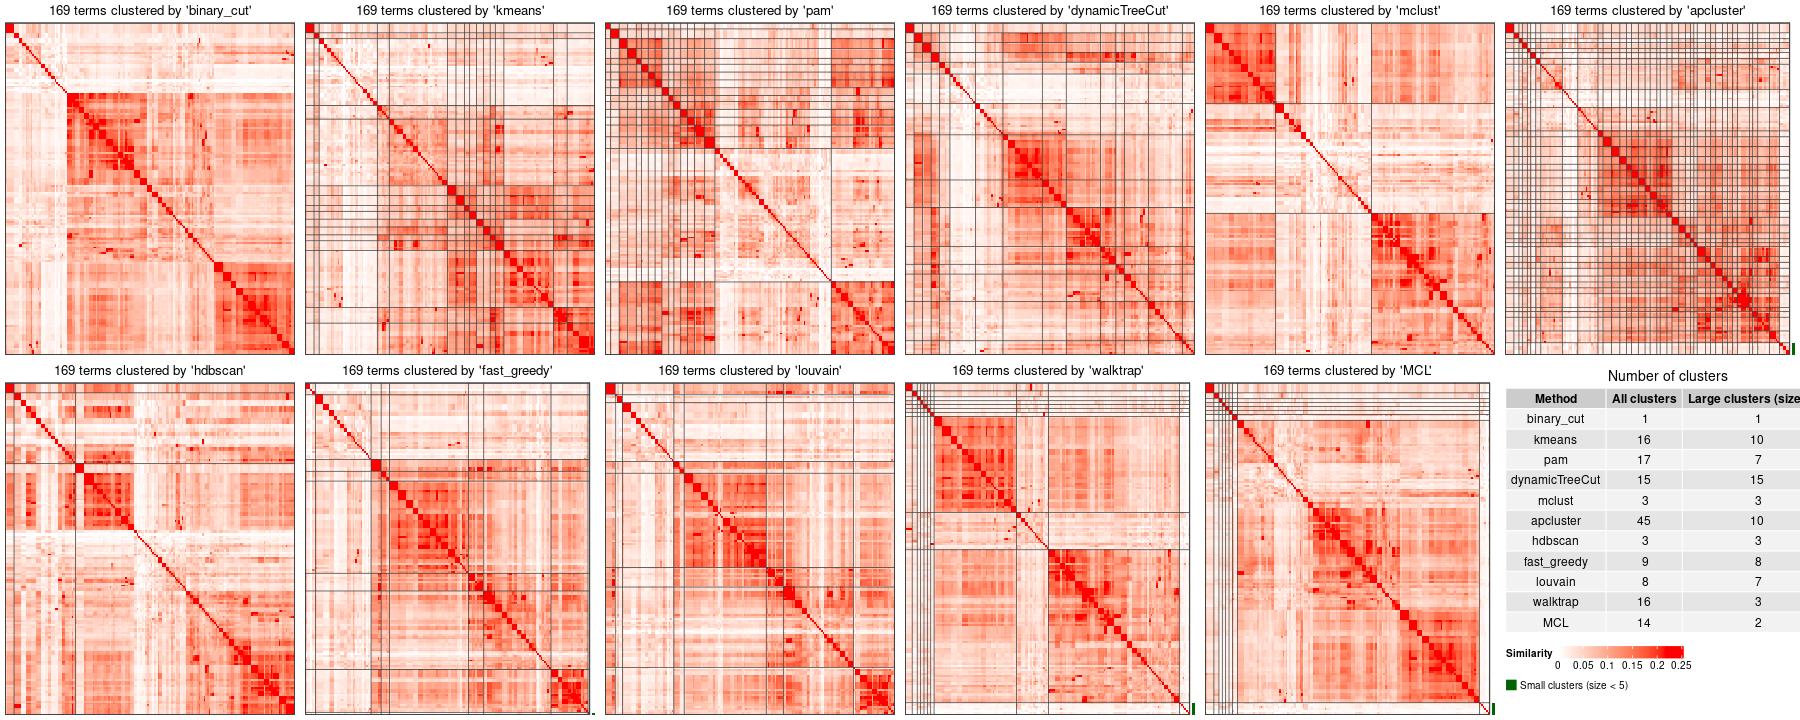 169 terms clustered by 'binary_cut'
169 terms clustered by 'kmeans'
169 terms clustered by 'pam'
169 terms clustered by 'dynamicTreeCut'
169 terms clustered by 'mclust'
169 terms clustered by 'apcluster'
169 terms clustered by 'hdbscan'
169 terms clustered by 'fast_greedy'
169 terms clustered by 'louvain'
169 terms clustered by 'walktrap'
169 terms clustered by 'MCL'
Number of clusters
Method All clusters Large clusters (size
binary_cut 1 1
kmeans 16 10
pam 17 7
dynamicTreeCut 15 15
mclust 3 3
apcluster 45 10
hdbscan 3 3
fast_greedy 9 8
louvain 8 7
walktrap 16 3
MCL 14 2
Similarity
0 0.05 0.1 0.15 0.2 0.25
Small clusters (size < 5)